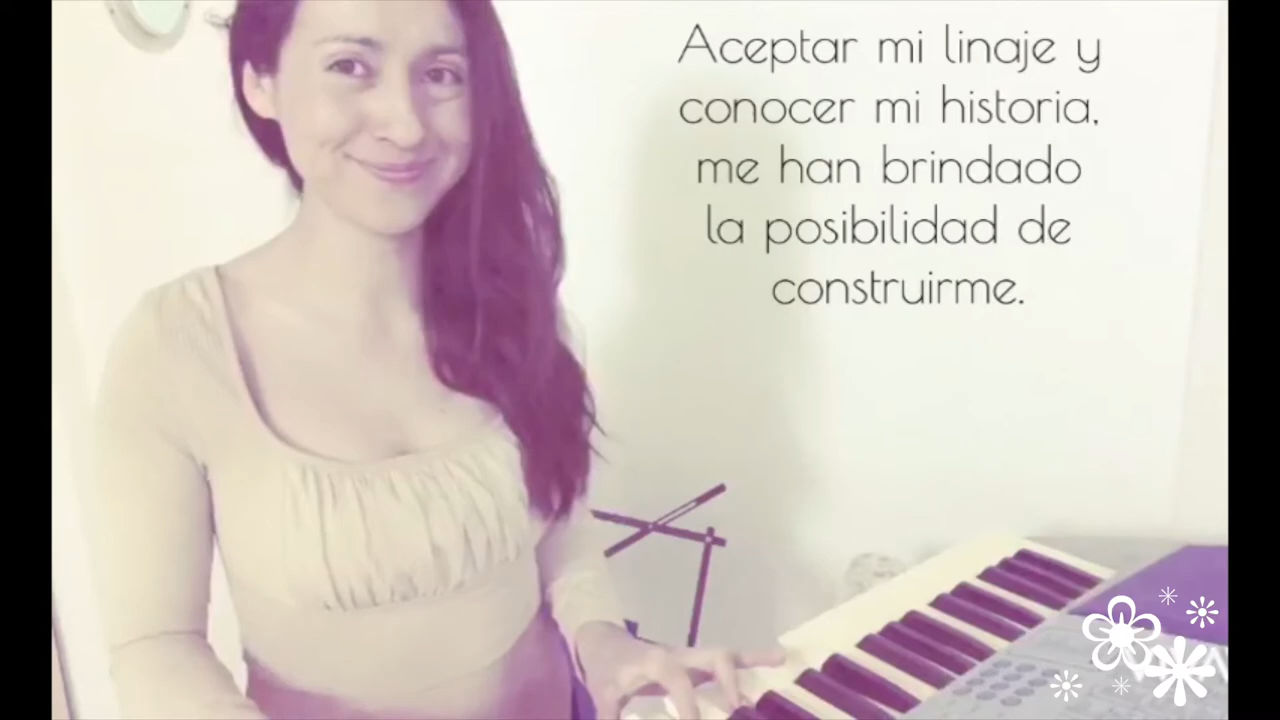 Aceptar mi linaje y
conocer mi historia,
me han brindado
la posibilidad de
construirme.